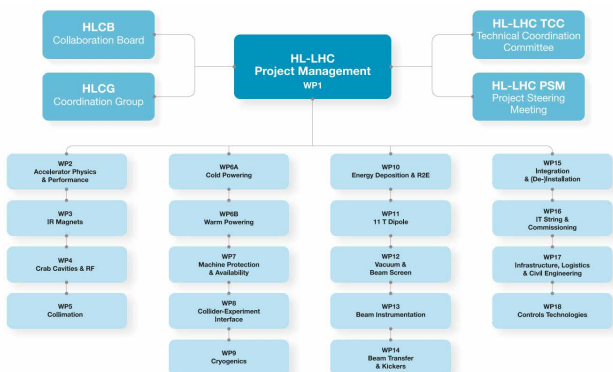 HLCB
Collaboration Board
HLCG
Coordination Group
HL-LHC
Project Management
WP1
HL-LHC TCC
Technical Coordination
Committee
HL-LHC PSM
Project Steering
Meeting
WP2
Accelerator Physics
& Performance
WP3
IR Magnets
WP4
Crab Cavities & RF
WP5
Collimation
WP6A
Cold Powering
WP6B
Warm Powering
WP7
Machine Protection
& Availability
WP8
Collider-Experiment
Interface
WP9
Cryogenics
WP10
Energy Deposition & R2E
WP11
11 T Dipole
WP12
Vacuum &
Beam Screen
WP13
Beam Instrumentation
WP14
Beam Transfer
& Kickers
WP15
Integration
& (De-)Installation
WP16
IT String &
Commissioning
WP17
Infrastructure, Logistics
& Civil Engineering
WP18
Controls Technologies